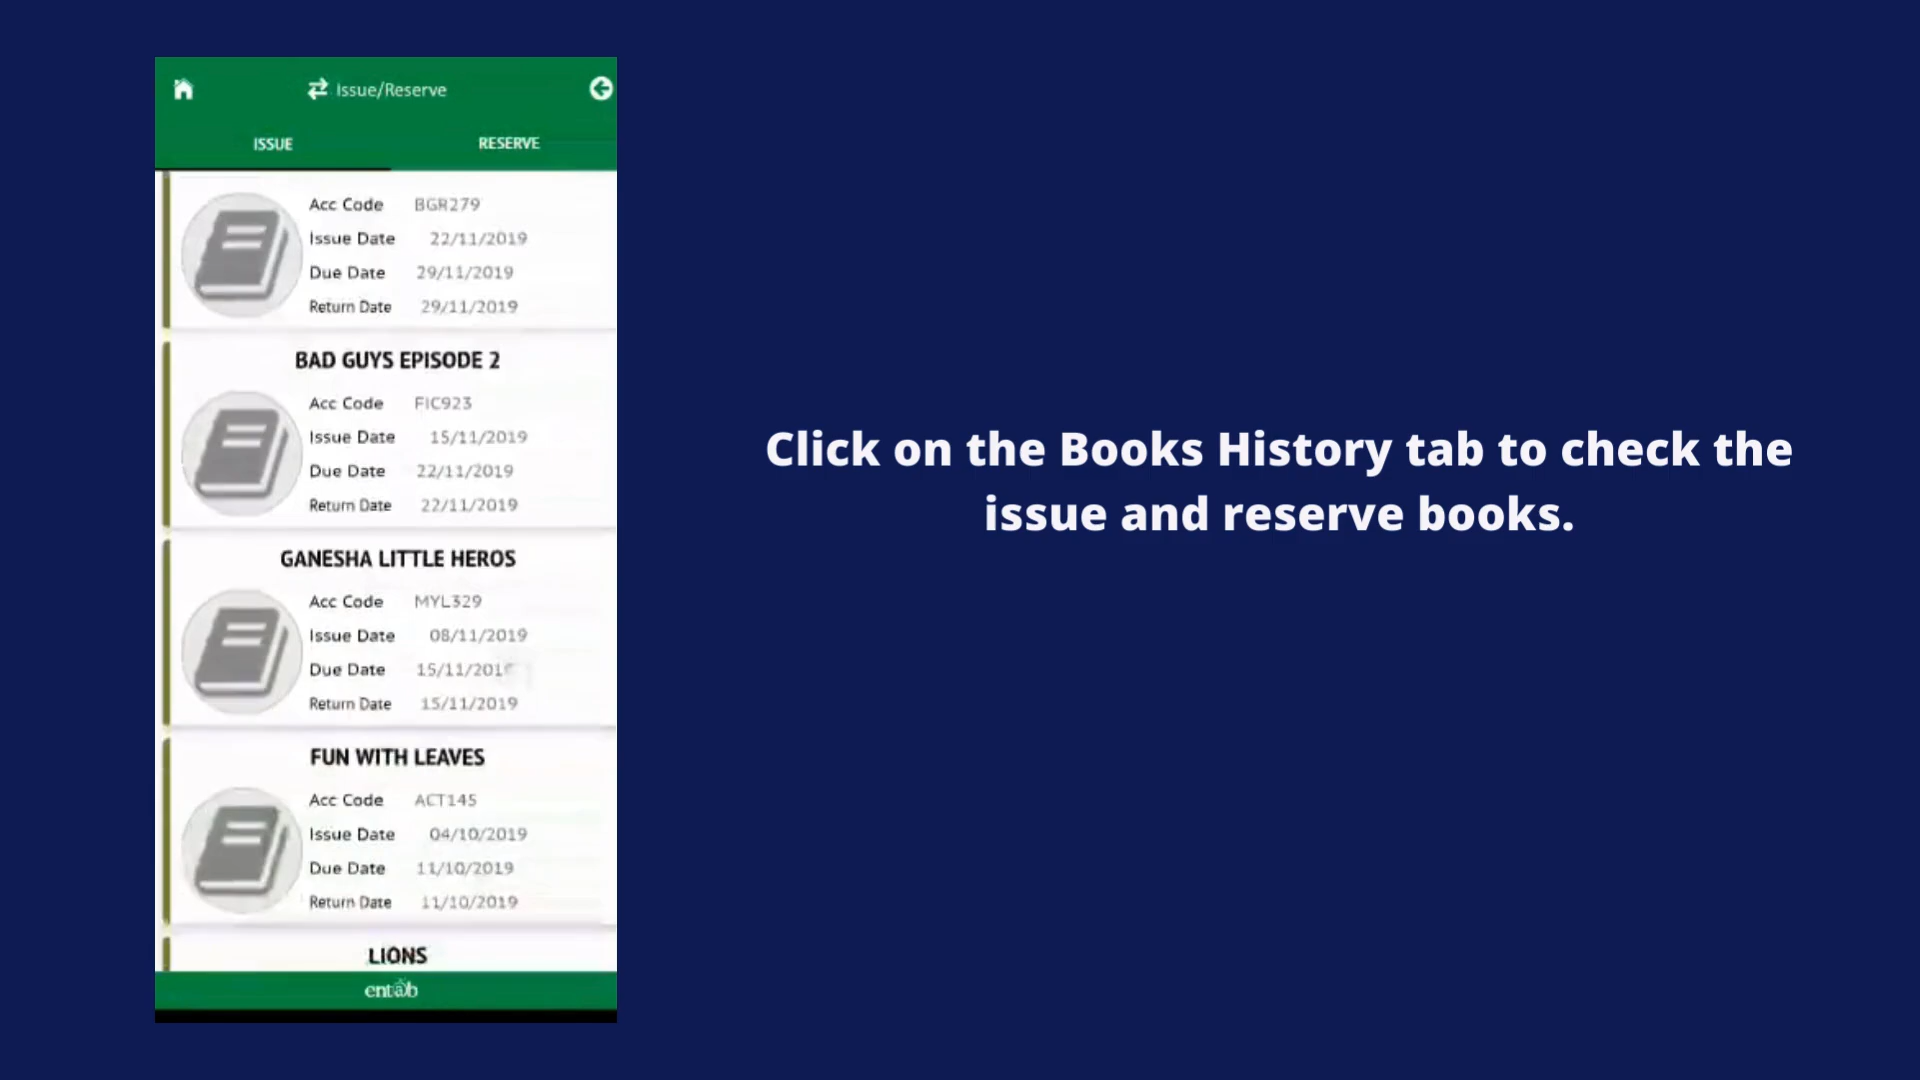 Issue/Reserve
ISSUE RESERVE
Acc Code BGR279
Issue Date 22/11/2019
Due Date 29/11/2019
Return Date 29/11/2019
BAD GUYS EPISODE 2
Acc Code FIC923
Issue Date 15/11/2019
Due Date 22/11/2019
Return Date 22/11/2019
GANESHA LITTLE HEROS
Acc Code MYL329
Issue Date 08/11/2019
Due Date 15/11/2019
Return Date 15/11/2019
FUN WITH LEAVES
Acc Code ACT145
Issue Date 04/10/2019
Due Date 11/10/2019
Return Date 11/10/2019
LIONS
entab
Click on the Books History tab to check the
issue and reserve books.